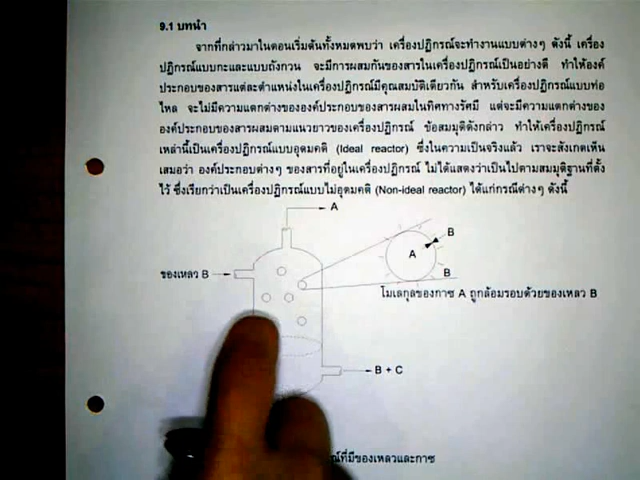 9.1 บทนำ
จากที่กล่าวมาในตอนเริ่มต้นทั้งหมดพบว่า เครื่องปฏิกรณ์จะทำงานแบบต่างๆ ดังนี้ เครื่อง
ปฏิกรณ์แบบกะและแบบถังกวน จะมีการผสมกันของสารในเครื่องปฏิกรณ์เป็นอย่างดี ทำให้องค์
ประกอบของสารแต่ละตำแหน่งในเครื่องปฏิกรณ์มีคุณสมบัติเดียวกัน สำหรับเครื่องปฏิกรณ์แบบท่อ
ไหล จะไม่มีความแตกต่างขององค์ประกอบของสารผสมในทิศทางรัศมี แต่จะมีความแตกต่างของ
องค์ประกอบของสารผสมตามแนวยาวของเครื่องปฏิกรณ์ ข้อสมมุติดังกล่าว ทำให้เครื่องปฏิกรณ์
เหล่านี้เป็นเครื่องปฏิกรณ์แบบอุดมคติ (Ideal reactor) ซึ่งในความเป็นจริงแล้ว เราจะสังเกตเห็น
เสมอว่า องค์ประกอบต่างๆ ของสารที่อยู่ในเครื่องปฏิกรณ์ ไม่ได้แสดงว่าเป็นไปตามสมมุติฐานที่ตั้ง
ไว้ ซึ่งเรียกว่าเป็นเครื่องปฏิกรณ์แบบไม่อุดมคติ (Non-ideal reactor) ได้แก่กรณีต่างๆ ดังนี้
A
B
A
ของเหลว B
B
โมเลกุลของกาซ A ถูกล้อมรอบด้วยของเหลว B
B + C
ณ์ที่มีของเหลวและกาซ